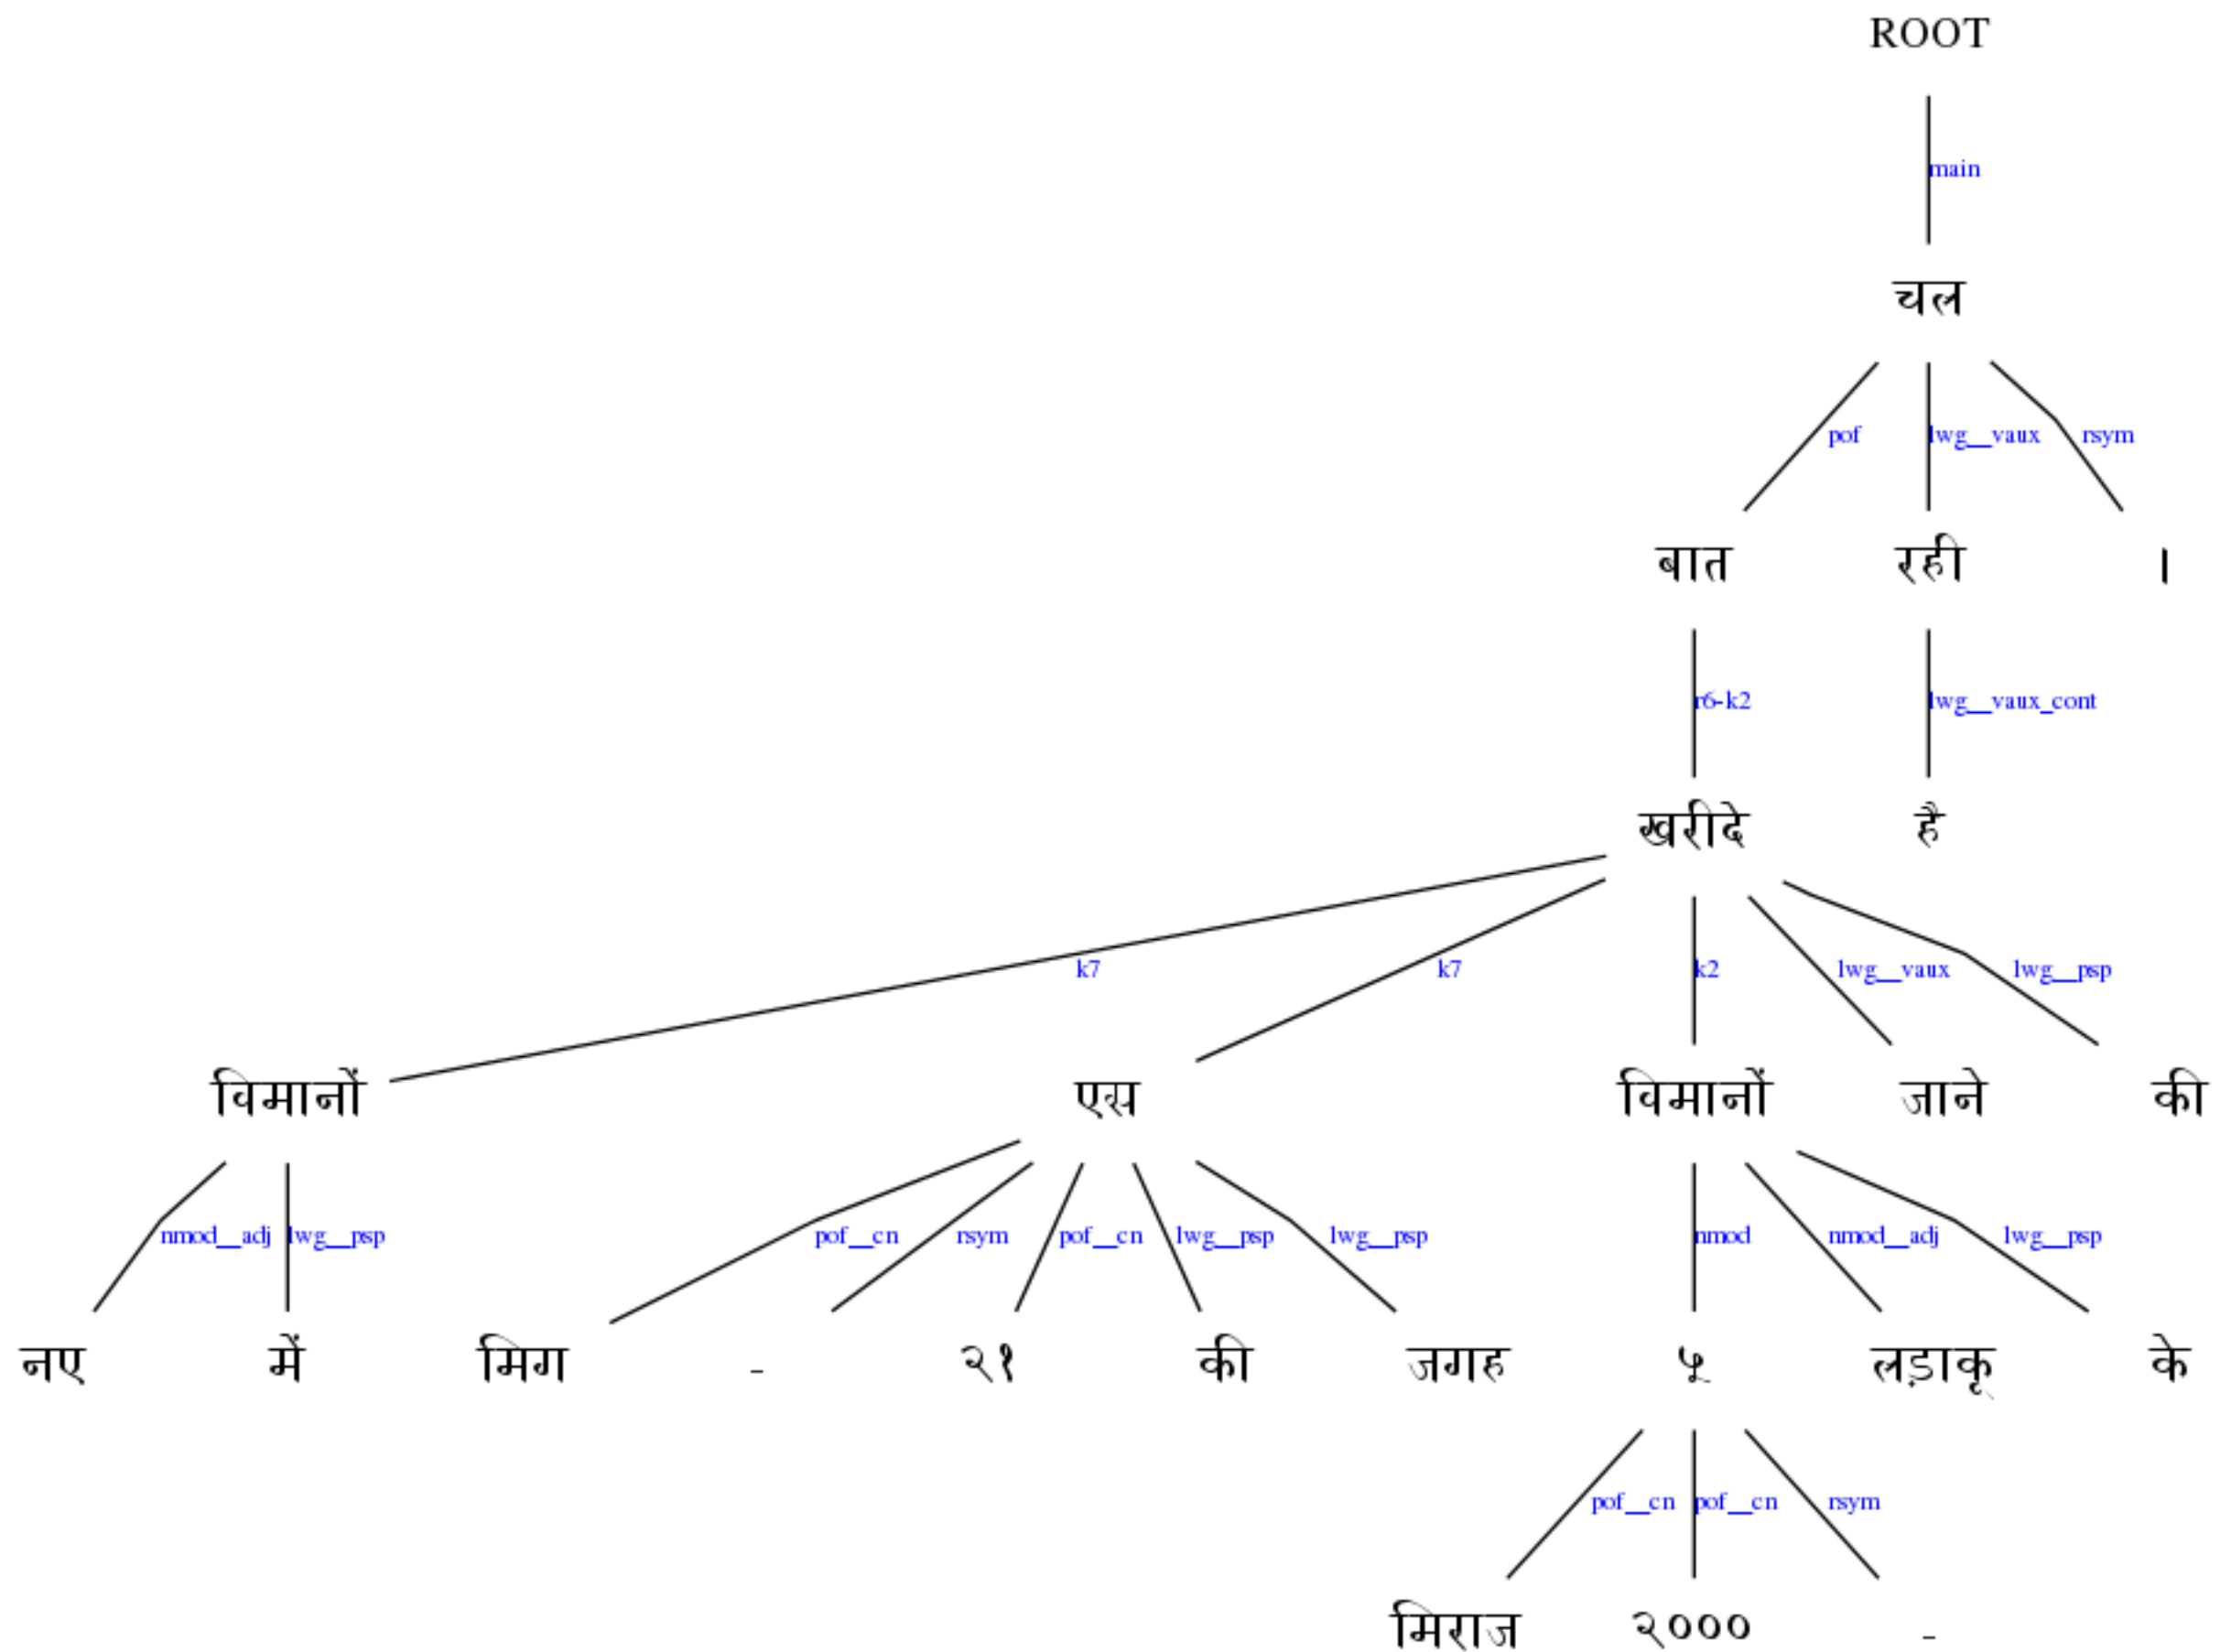 ROOT
main
चल
pof lwg__vaux rsym
बात रही ।
r6-k2 lwg__vaux_cont
खरीदे है
k7 k7 k2 lwg__vaux lwg__psp
विमानों एस विमानों जाने की
nmod__adj lwg__psp pof__cn rsym pof__cn lwg__psp lwg__psp nmod nmod__adj lwg__psp
नए में मिग - २१ की जगह ५ लड़ाकू के
pof__cn pof__cn rsym
मिराज २००० -